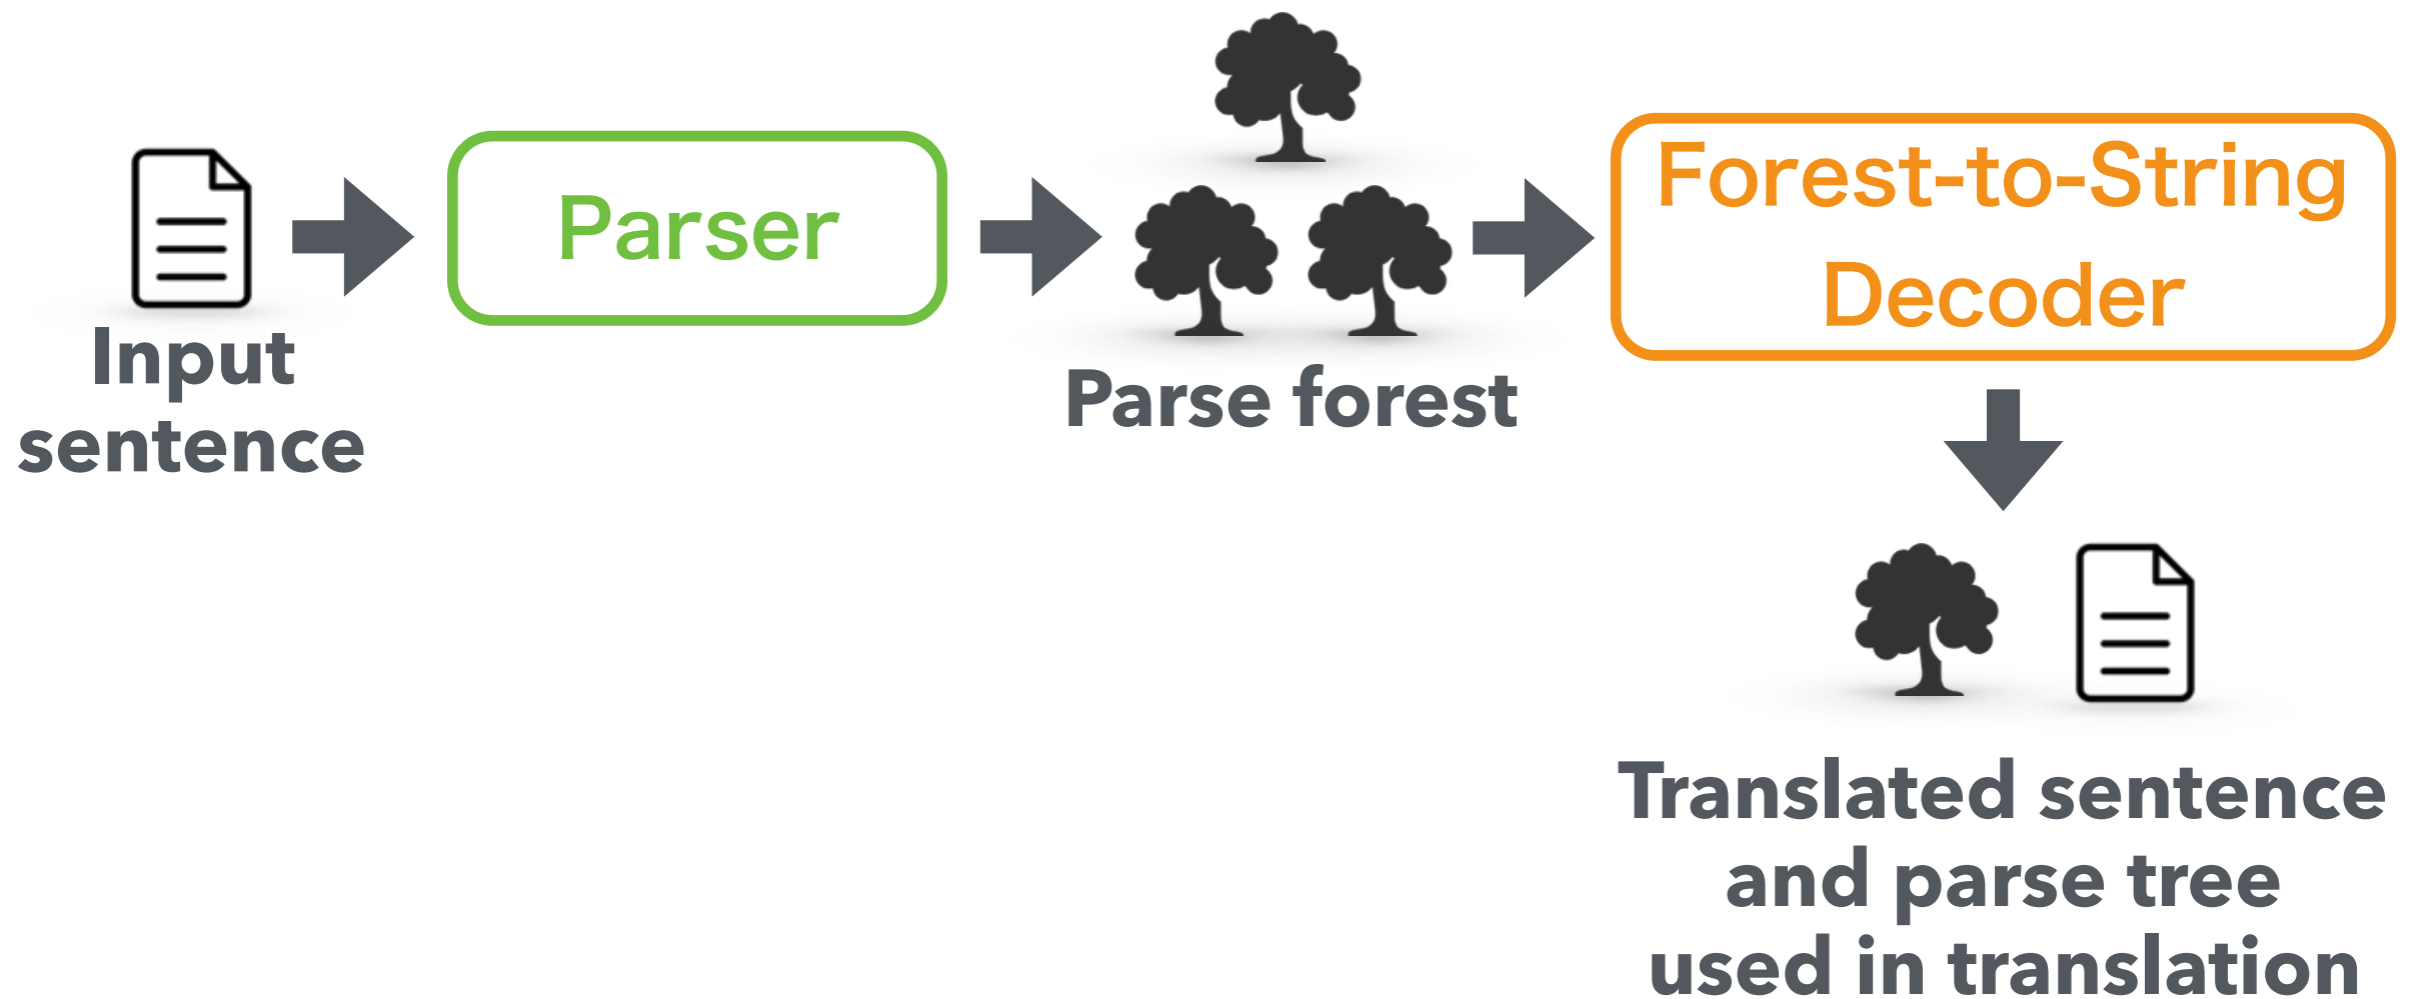 Input
sentence
Parser
Parse forest
Forest-to-String
Decoder
Translated sentence
and parse tree
used in translation